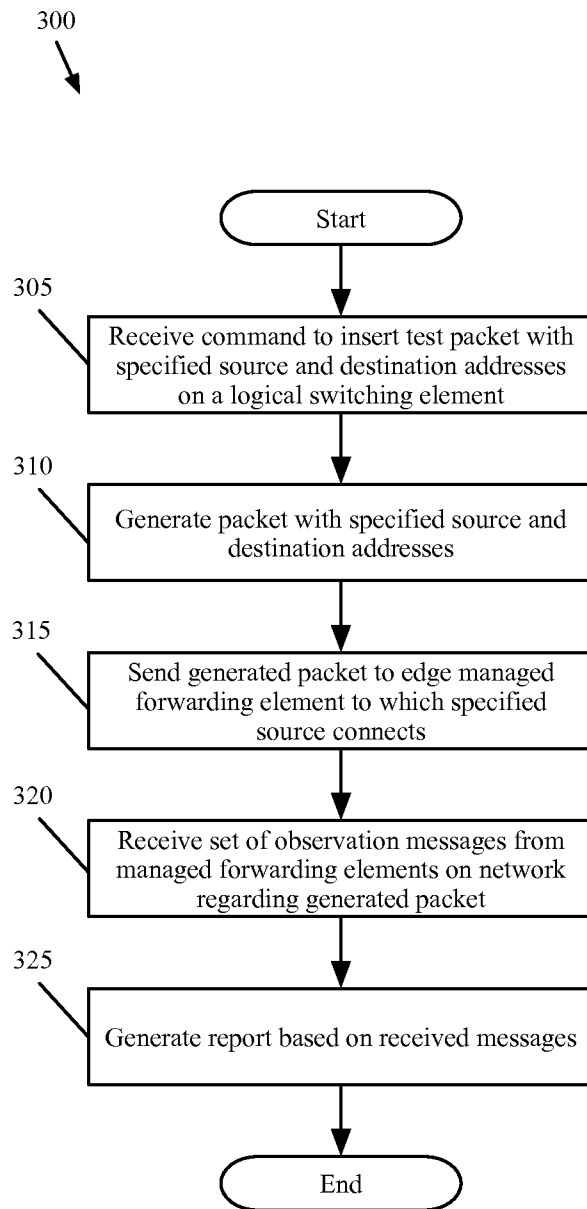 300
Start
305
Receive command to insert test packet with
specified source and destination addresses
on a logical switching element
310
Generate packet with specified source and
destination addresses
315
Send generated packet to edge managed
forwarding element to which specified
source connects
320
Receive set of observation messages from
managed forwarding elements on network
regarding generated packet
325
Generate report based on received messages
End